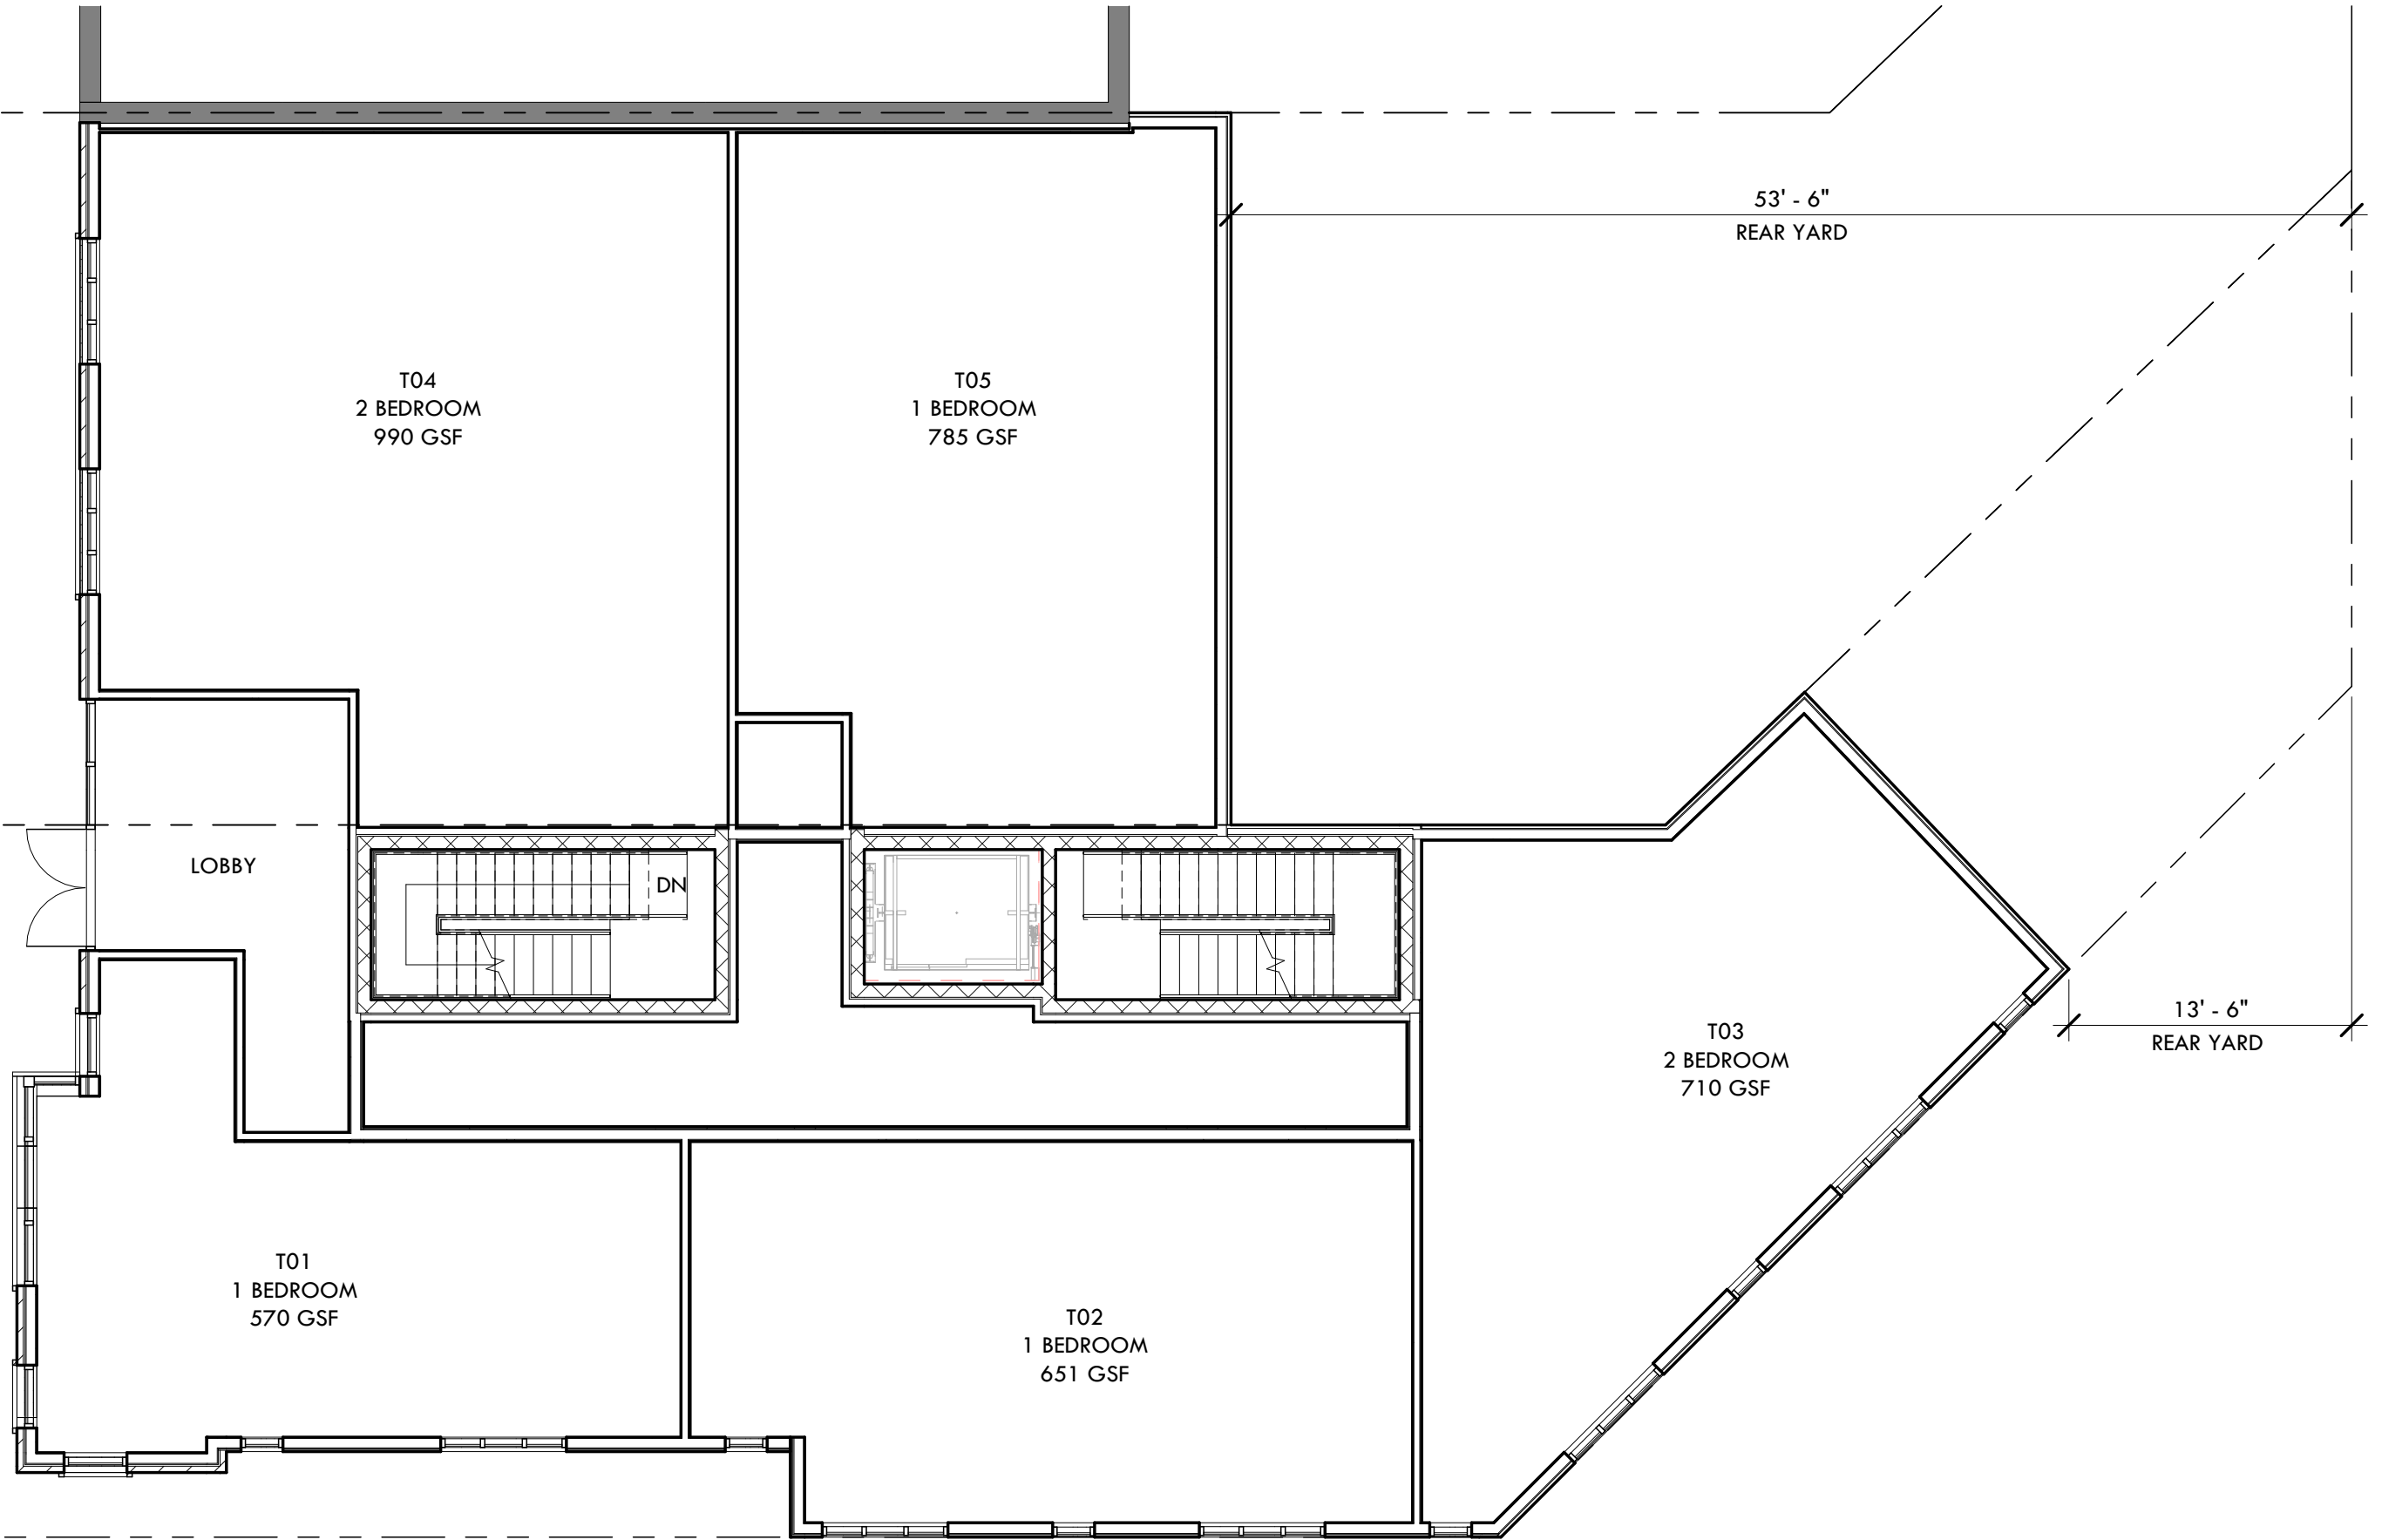 53' - 6"
REAR YARD
T04
2 BEDROOM
990 GSF
T05
1 BEDROOM
785 GSF
LOBBY
DN
13' - 6"
REAR YARD
T03
2 BEDROOM
710 GSF
T01
1 BEDROOM
570 GSF
T02
1 BEDROOM
651 GSF